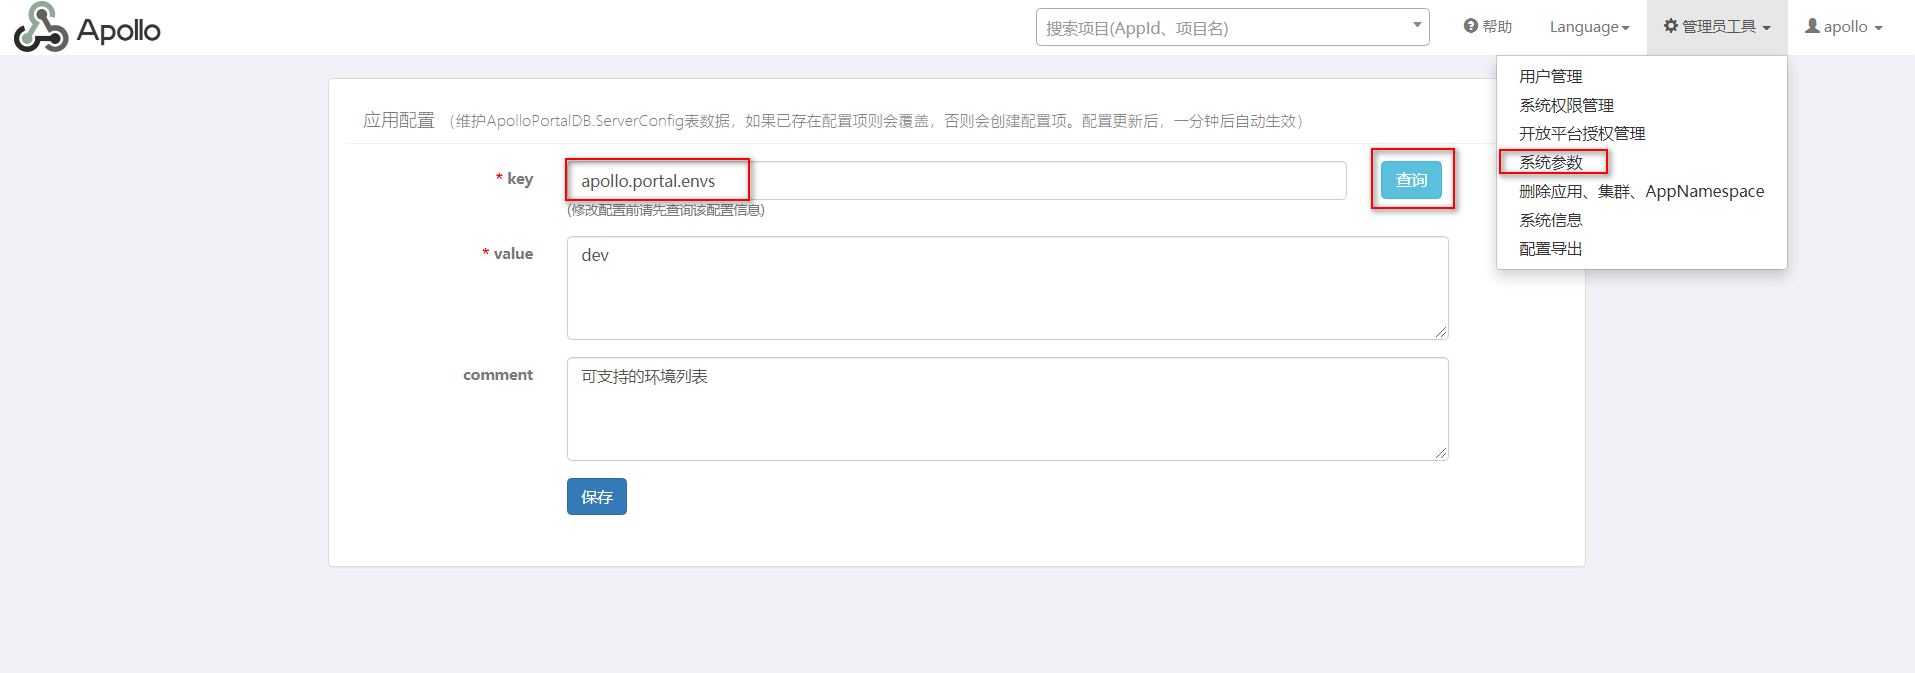 Apollo
搜索项目(AppId、项目名)
帮助
Language
管理员工具
apollo
用户管理
系统权限管理
开放平台授权管理
系统参数
删除应用、集群、AppNamespace
系统信息
配置导出
应用配置 （维护ApolloPortalDB.ServerConfig表数据，如果已存在配置项则会覆盖，否则会创建配置项。配置更新后，一分钟后自动生效）
* key
apollo.portal.envs
查询
(修改配置前请先查询该配置信息)
* value
dev
comment
可支持的环境列表
保存